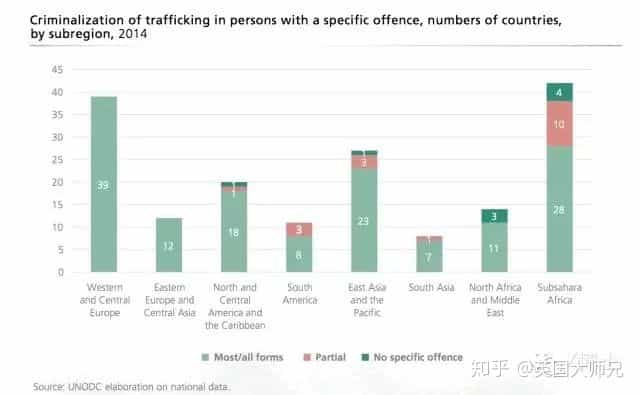 Criminalization of trafficking in persons with a specific offence, numbers of countries,
by subregion, 2014
45
40
35
30
25
20
15
10
5
0
39
12
1
18
3
8
3
23
1
7
3
11
4
10
28
Western
and Central
Europe
Eastern
Europe and
Central Asia
North and
Central
America and
the Caribbean
South
America
East Asia
and the
Pacific
South Asia
North Africa
and Middle
East
Subsahara
Africa
Most/all forms
Partial
No specific offence
Source: UNODC elaboration on national data.
知乎 @英国大师兄